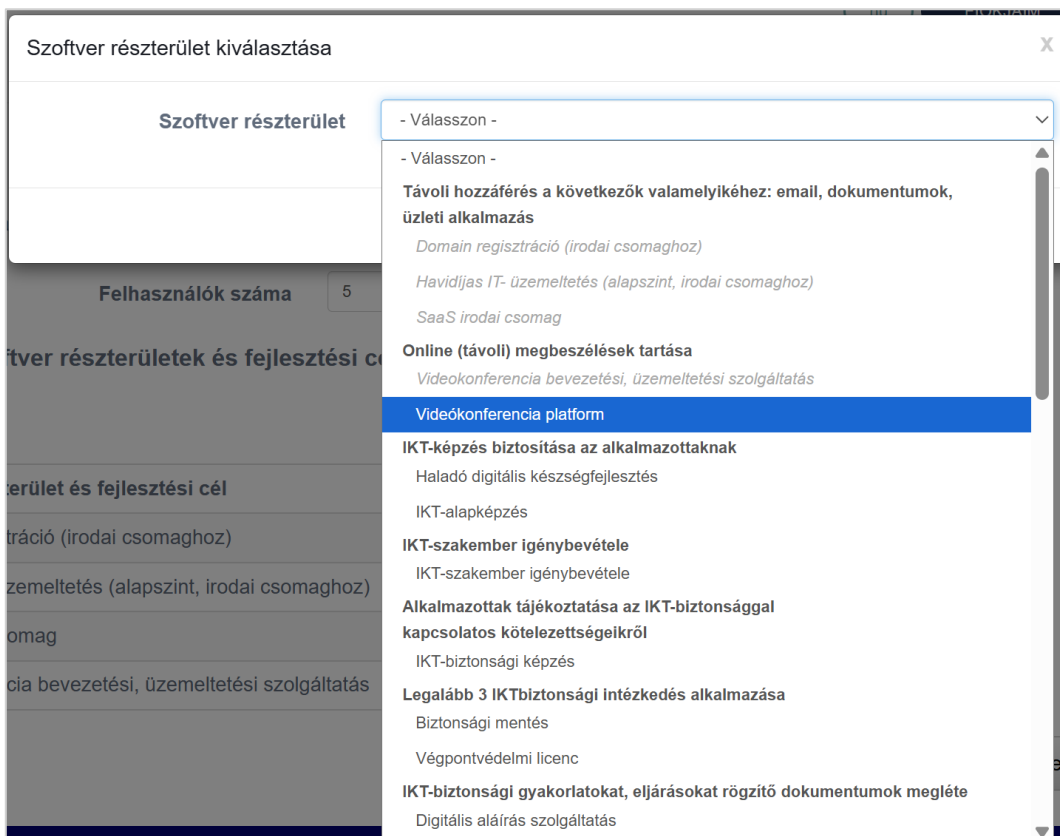 Szoftver részterület kiválasztása
X
Szoftver részterület
- Válasszon -
- Válasszon -
Távoli hozzáférés a következők valamelyikéhez: email, dokumentumok,
üzleti alkalmazás
Domain regisztráció (irodai csomaghoz)
Havidíjas IT- üzemeltetés (alapszint, irodai csomaghoz)
SaaS irodai csomag
Online (távoli) megbeszélések tartása
Videokonferencia bevezetési, üzemeltetési szolgáltatás
Videókonferencia platform
IKT-képzés biztosítása az alkalmazottaknak
Haladó digitális készségfejlesztés
IKT-alapképzés
IKT-szakember igénybevétele
IKT-szakember igénybevétele
Alkalmazottak tájékoztatása az IKT-biztonsággal
kapcsolatos kötelezettségeikről
IKT-biztonsági képzés
Legalább 3 IKTbiztonsági intézkedés alkalmazása
Biztonsági mentés
Végpontvédelmi licenc
IKT-biztonsági gyakorlatokat, eljárásokat rögzítő dokumentumok megléte
Digitális aláírás szolgáltatás
Felhasználók száma
5
ftver részterületek és fejlesztési c
terület és fejlesztési cél
tráció (irodai csomaghoz)
zemeltetés (alapszint, irodai csomaghoz)
omag
cia bevezetési, üzemeltetési szolgáltatás